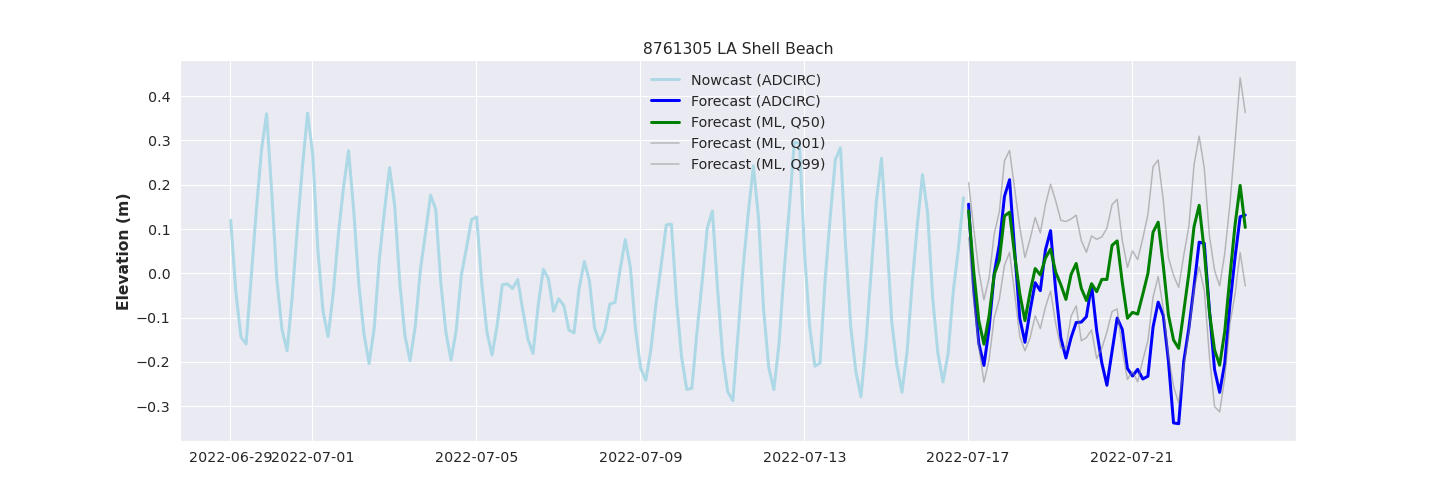 8761305 LA Shell Beach
Nowcast (ADCIRC)
Forecast (ADCIRC)
Forecast (ML, Q50)
Forecast (ML, Q01)
Forecast (ML, Q99)
Elevation (m)
0.4
0.3
0.2
0.1
0.0
−0.1
−0.2
−0.3
2022-06-29
2022-07-01
2022-07-05
2022-07-09
2022-07-13
2022-07-17
2022-07-21